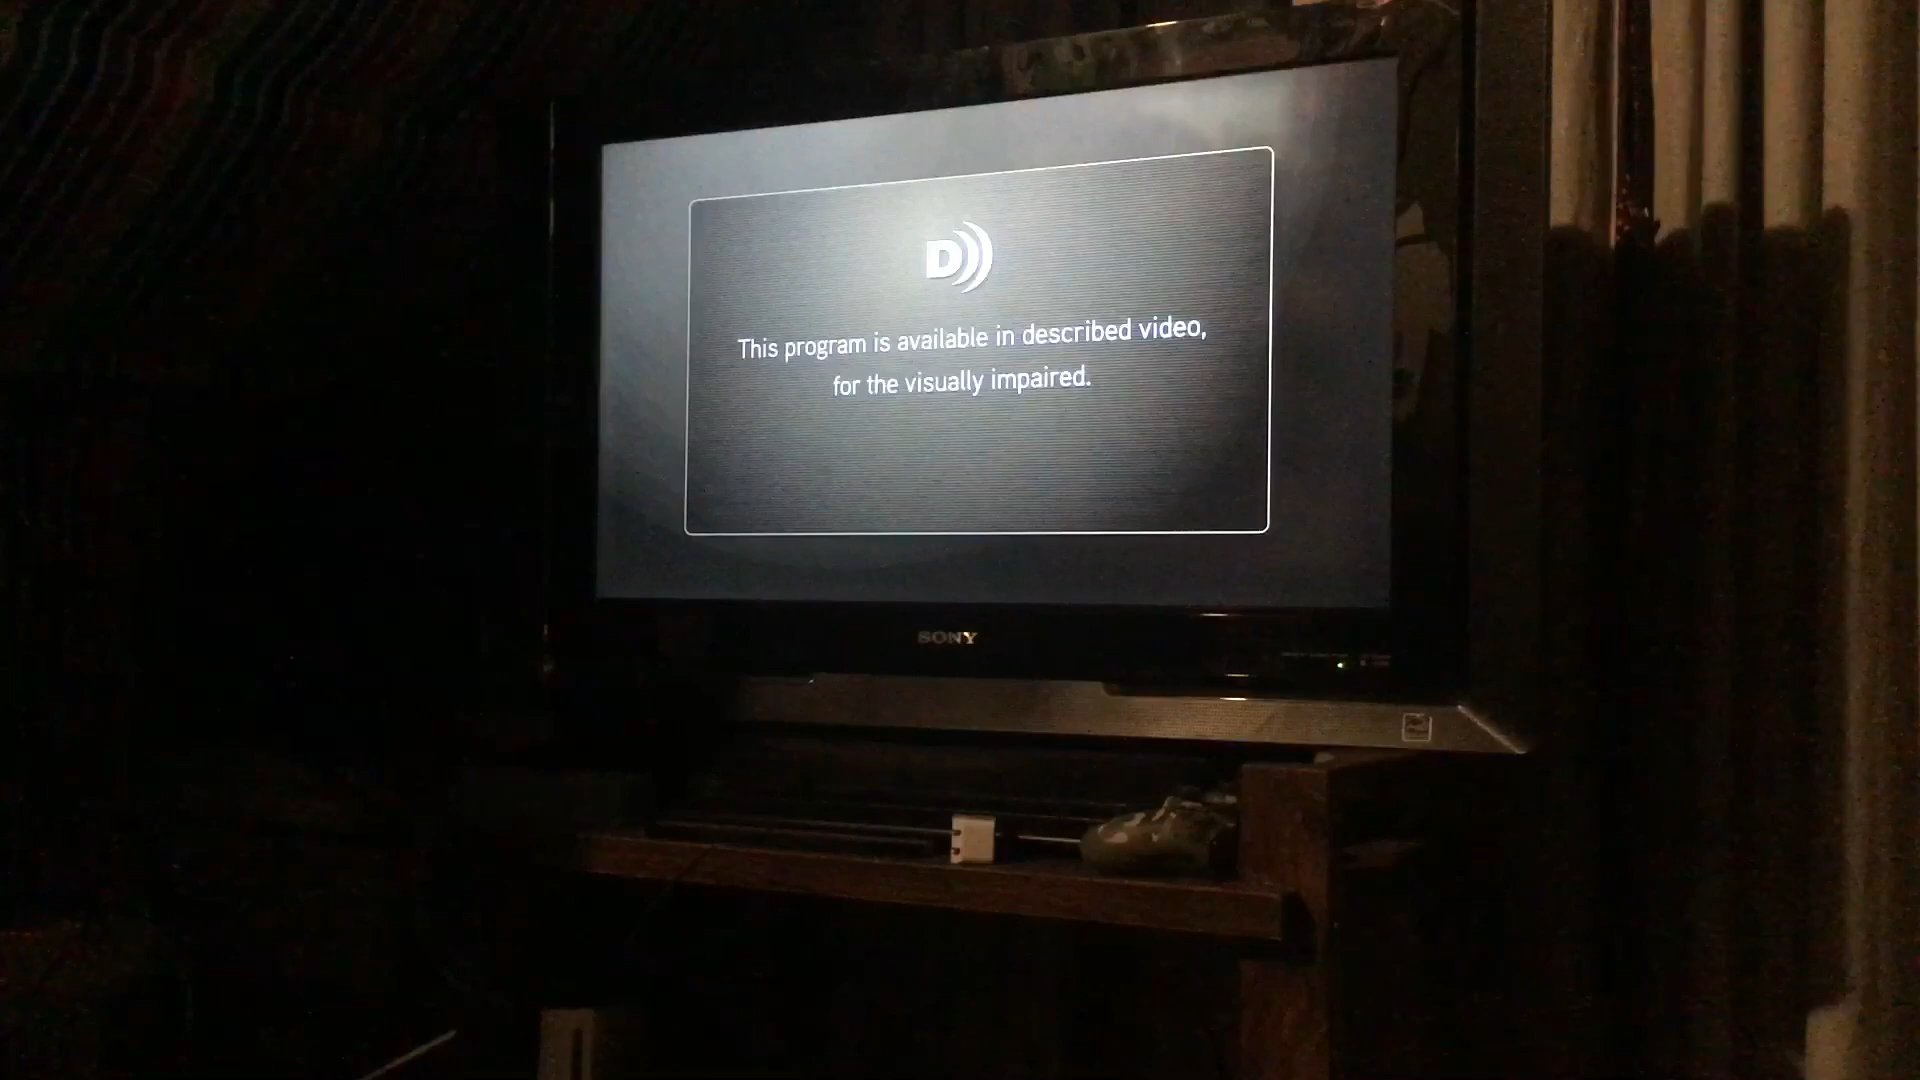 D
This program is available in described video,
for the visually impaired.
SONY